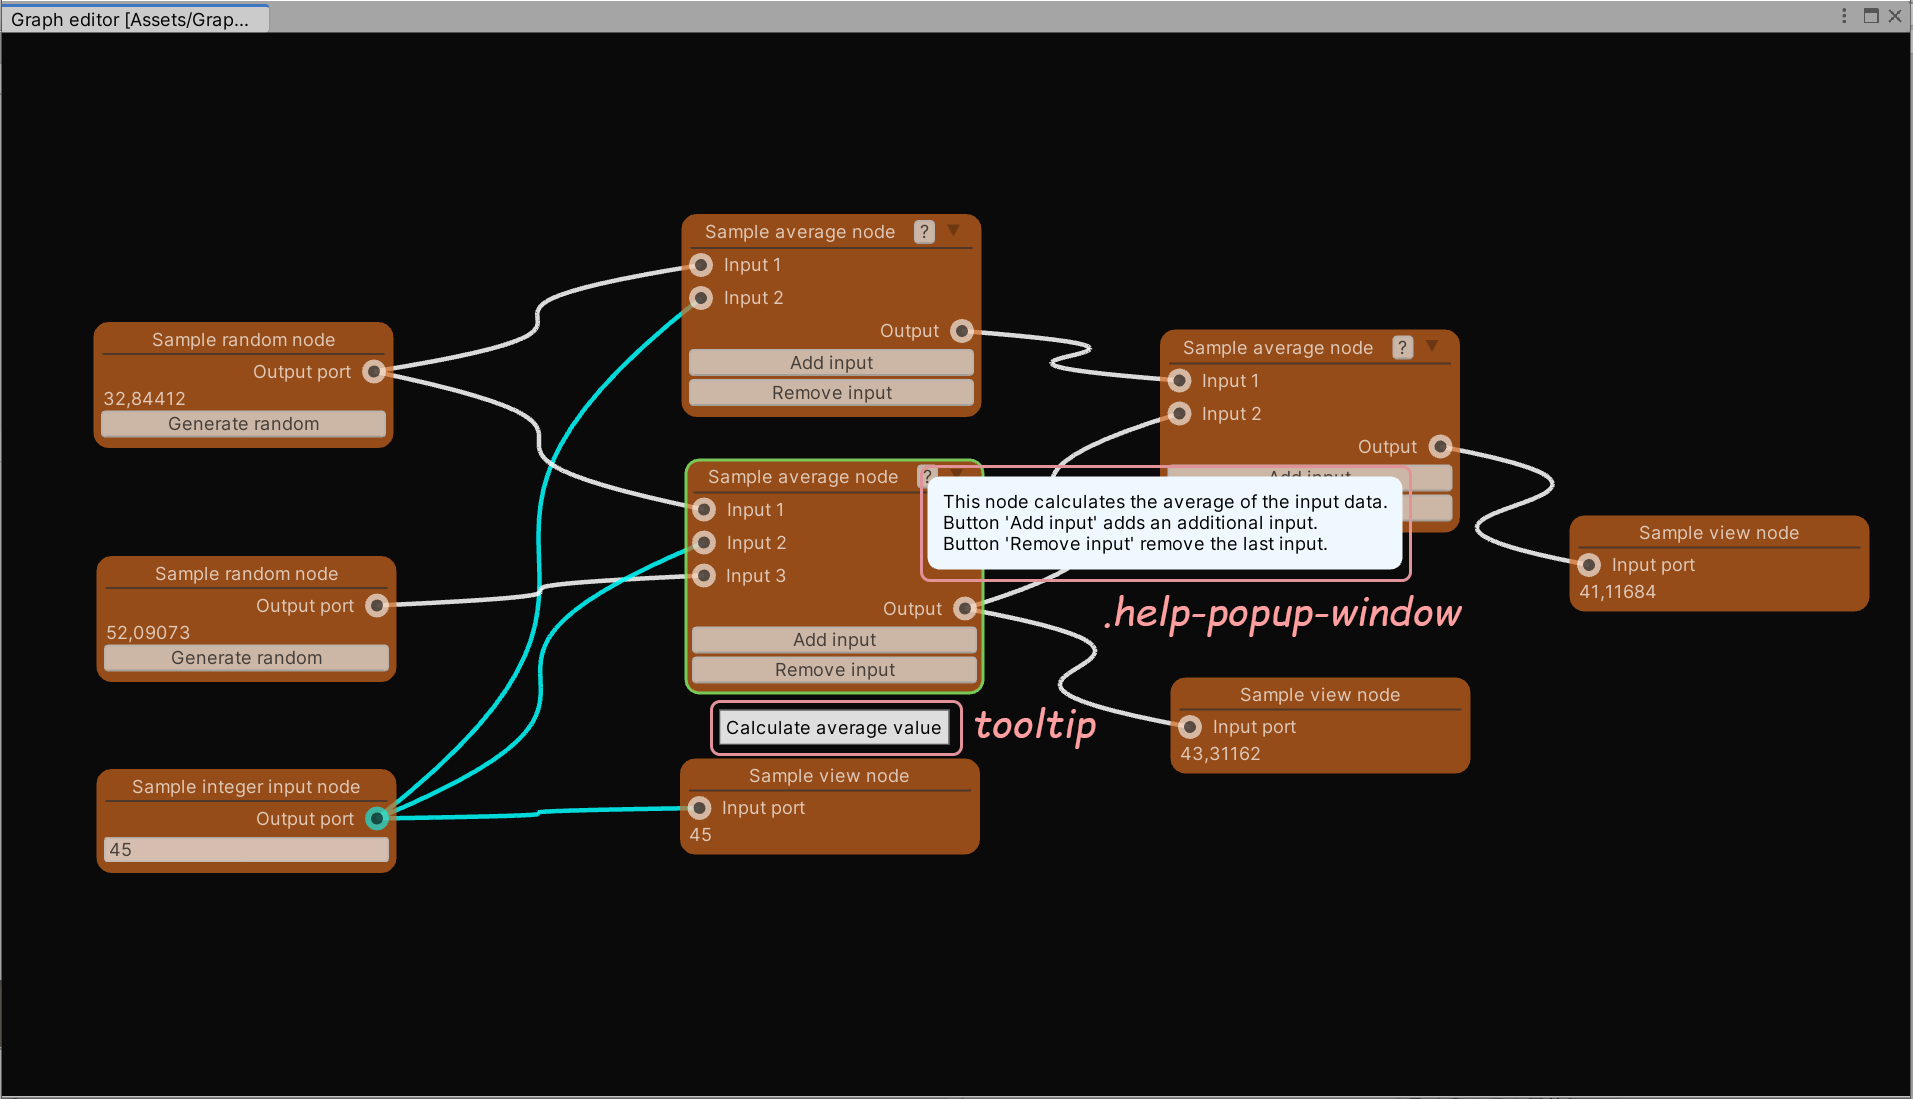 Graph editor [Assets/Grap...
Sample random node
Output port
32,84412
Generate random
Sample random node
Output port
52,09073
Generate random
Sample integer input node
Output port
45
Sample average node
?
Input 1
Input 2
Output
Add input
Remove input
Sample average node
?
Input 1
Input 2
Input 3
Output
Add input
Remove input
This node calculates the average of the input data.
Button 'Add input' adds an additional input.
Button 'Remove input' remove the last input.
.help-popup-window
Calculate average value
tooltip
Sample view node
Input port
45
Sample average node
?
Input 1
Input 2
Output
Add input
Sample view node
Input port
43,31162
Sample view node
Input port
41,11684